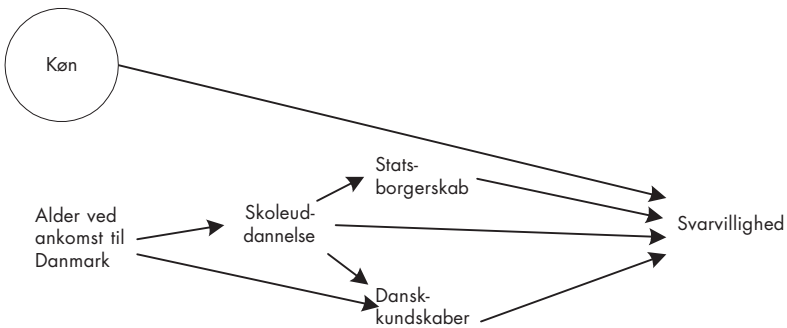 Køn
Stats-
borgerskab
Alder ved
ankomst til
Danmark
Skoleud-
dannelse
Svarvillighed
Dansk-
kundskaber